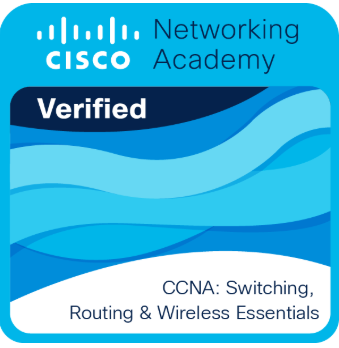 CISCO
Networking
Academy
Verified
CCNA: Switching,
Routing & Wireless Essentials